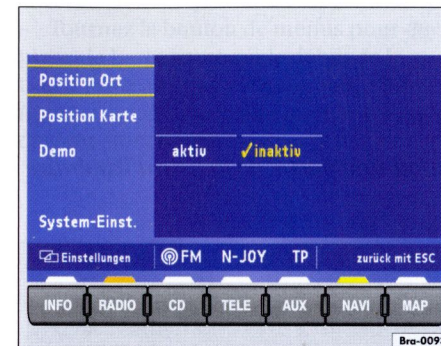 Position Ort
Position Karte
Demo aktiv ✓inaktiv
System-Einst.
Einstellungen FM N-JOY TP zurück mit ESC
INFO RADIO CD TELE AUX NAVI MAP